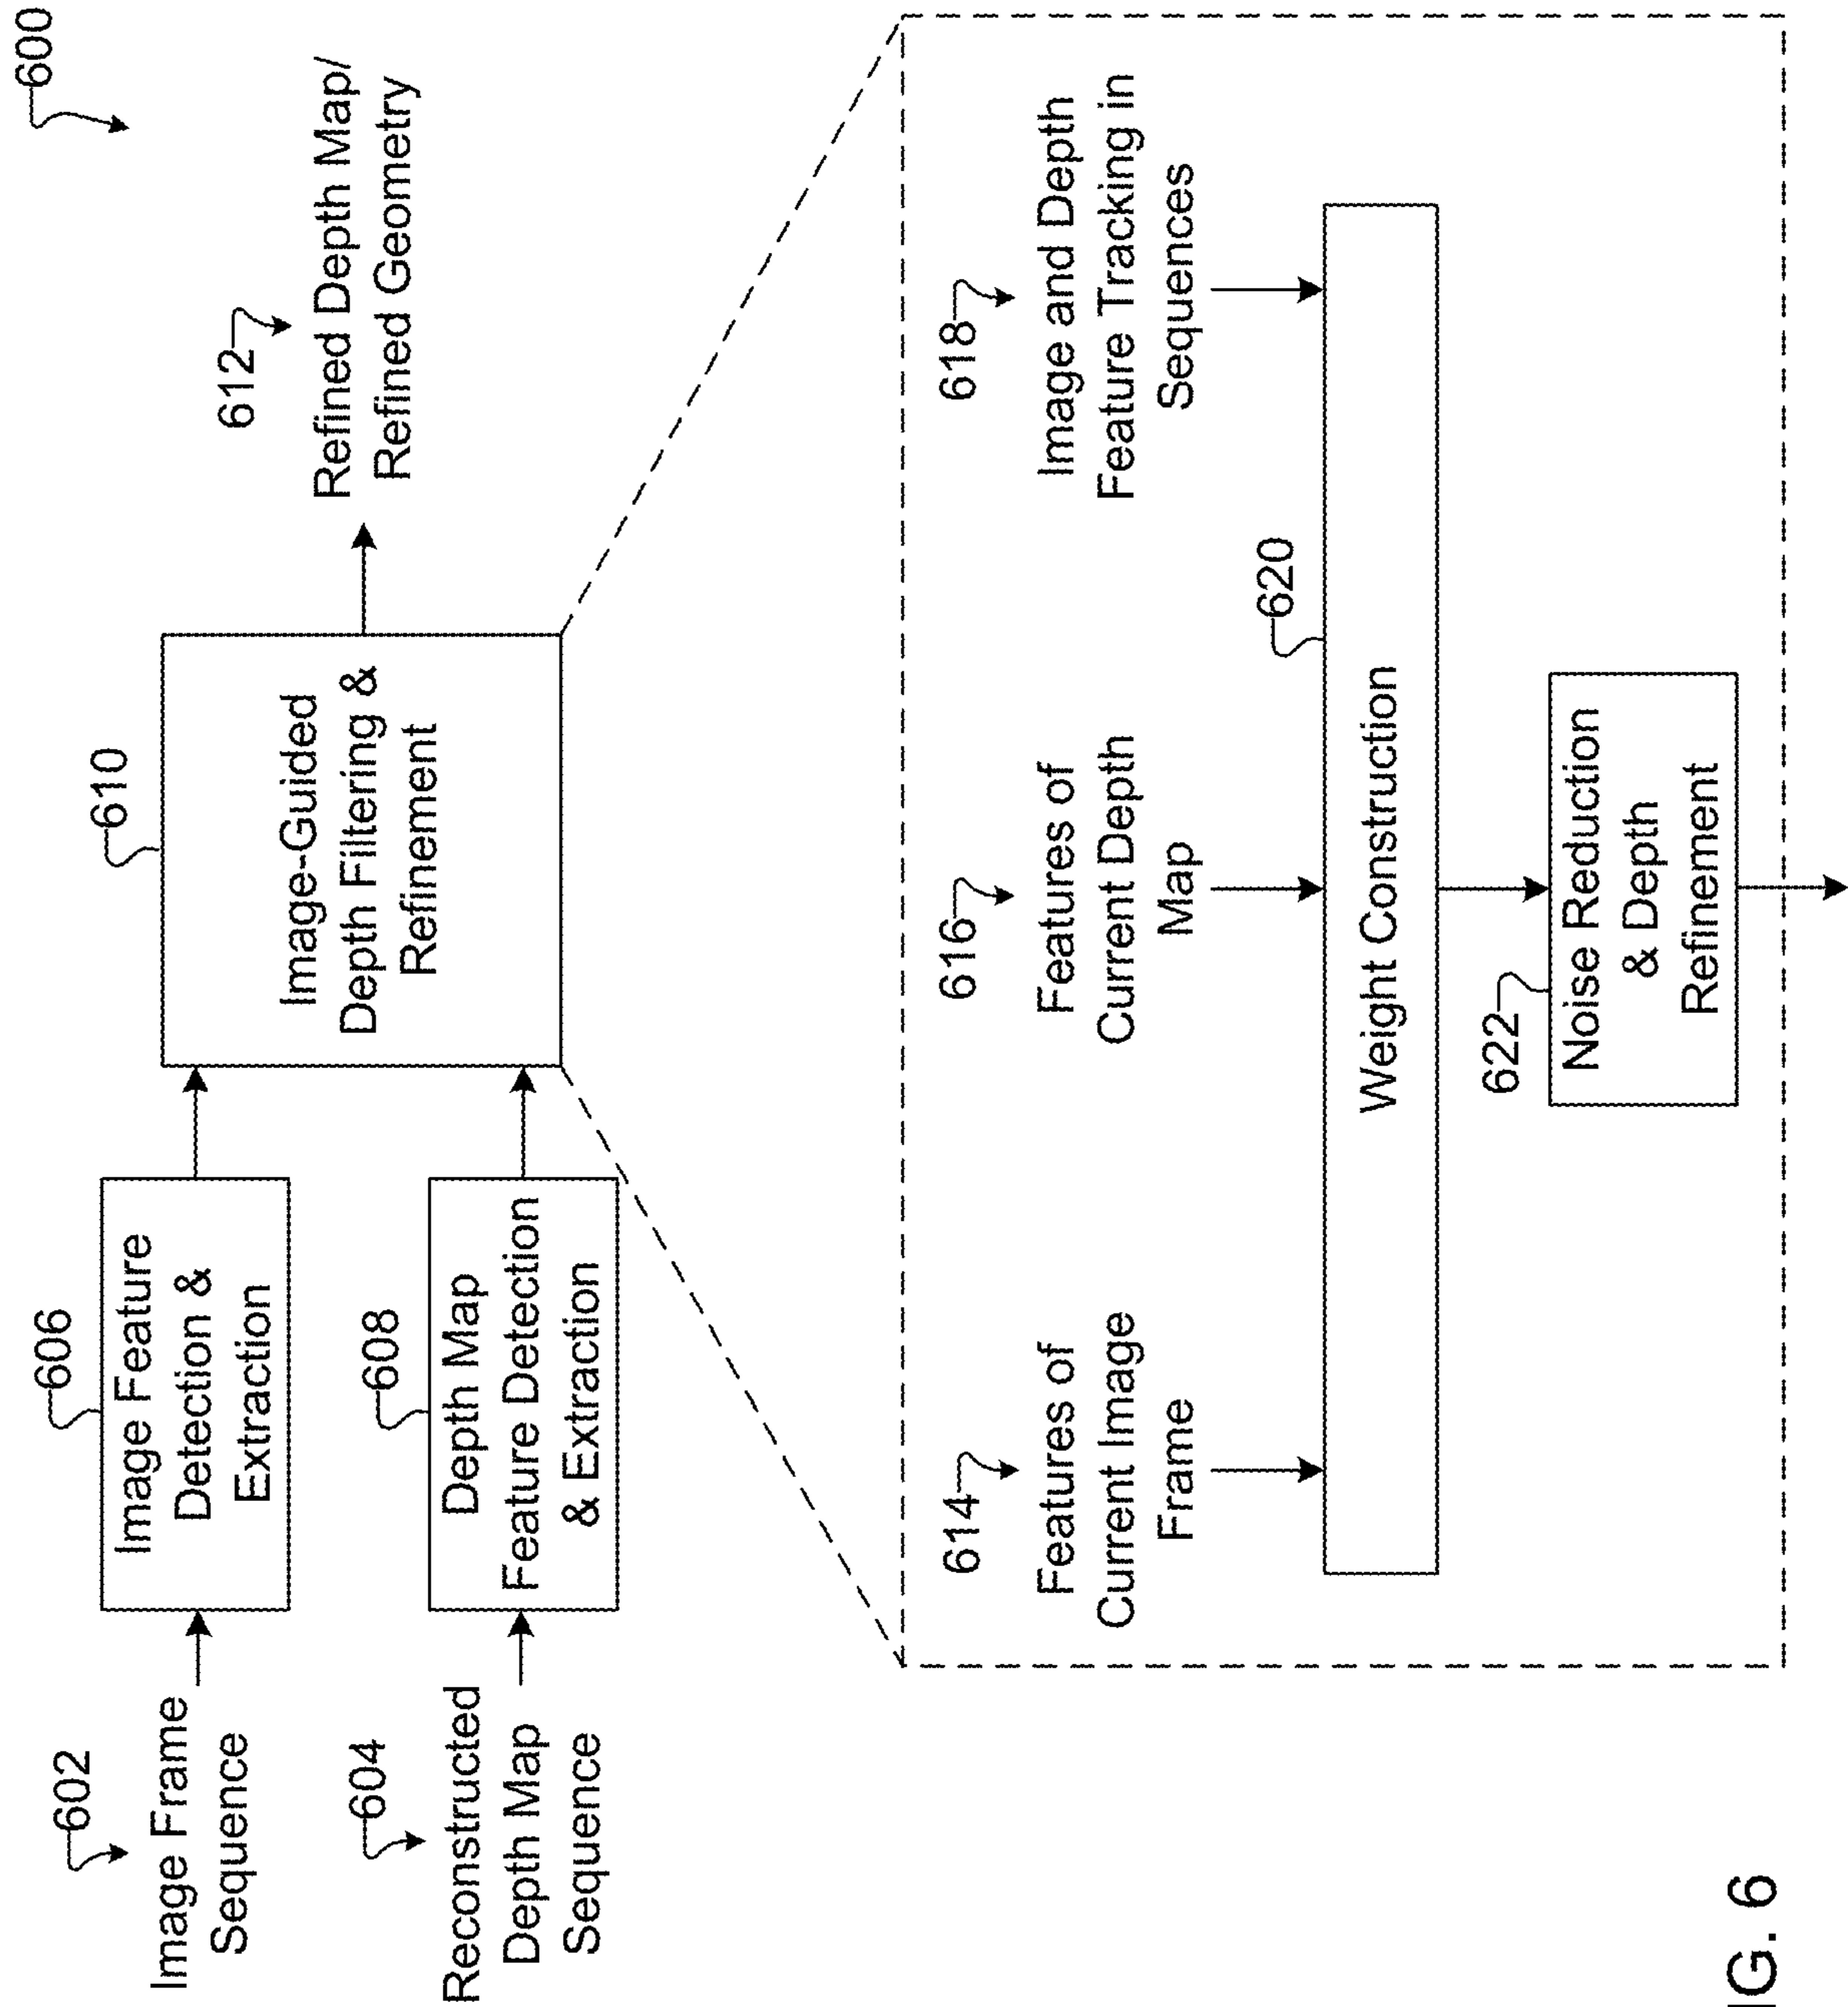 600
602
Image Frame
Sequence
606
Image Feature
Detection &
Extraction
604
Reconstructed
Depth Map
Sequence
608
Depth Map
Feature Detection
& Extraction
610
Image-Guided
Depth Filtering &
Refinement
612
Refined Depth Map/
Refined Geometry
614
Features of
Current Image
Frame
616
Features of
Current Depth
Map
618
Image and Depth
Feature Tracking in
Sequences
620
Weight Construction
622
Noise Reduction
& Depth
Refinement
IG. 6